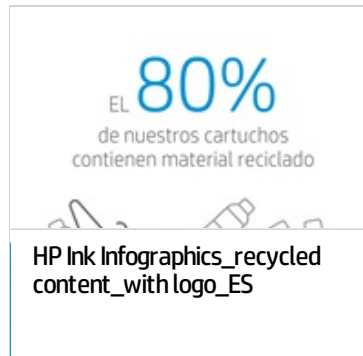 EL 80%
de nuestros cartuchos
contienen material reciclado
HP Ink Infographics_recycled
content_with logo_ES